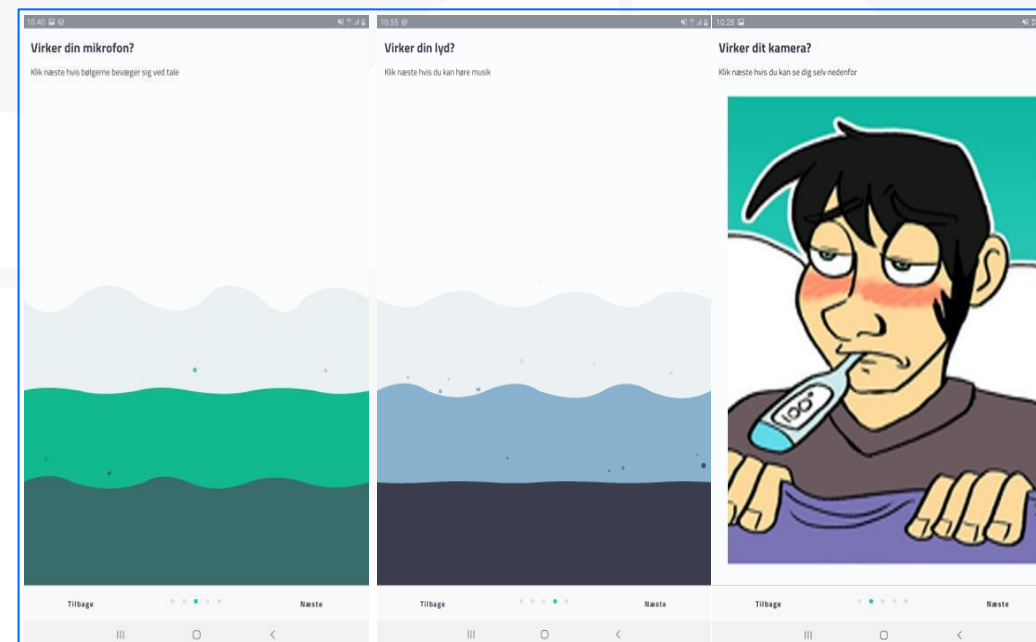 10.40
Virker din mikrofon?
Klik næste hvis bølgerne bevæger sig ved tale
Tilbage
Næste
10.55
Virker din lyd?
Klik næste hvis du kan høre musik
Tilbage
Næste
10.28
Virker dit kamera?
Klik næste hvis du kan se dig selv nedenfor
100°
Tilbage
Næste